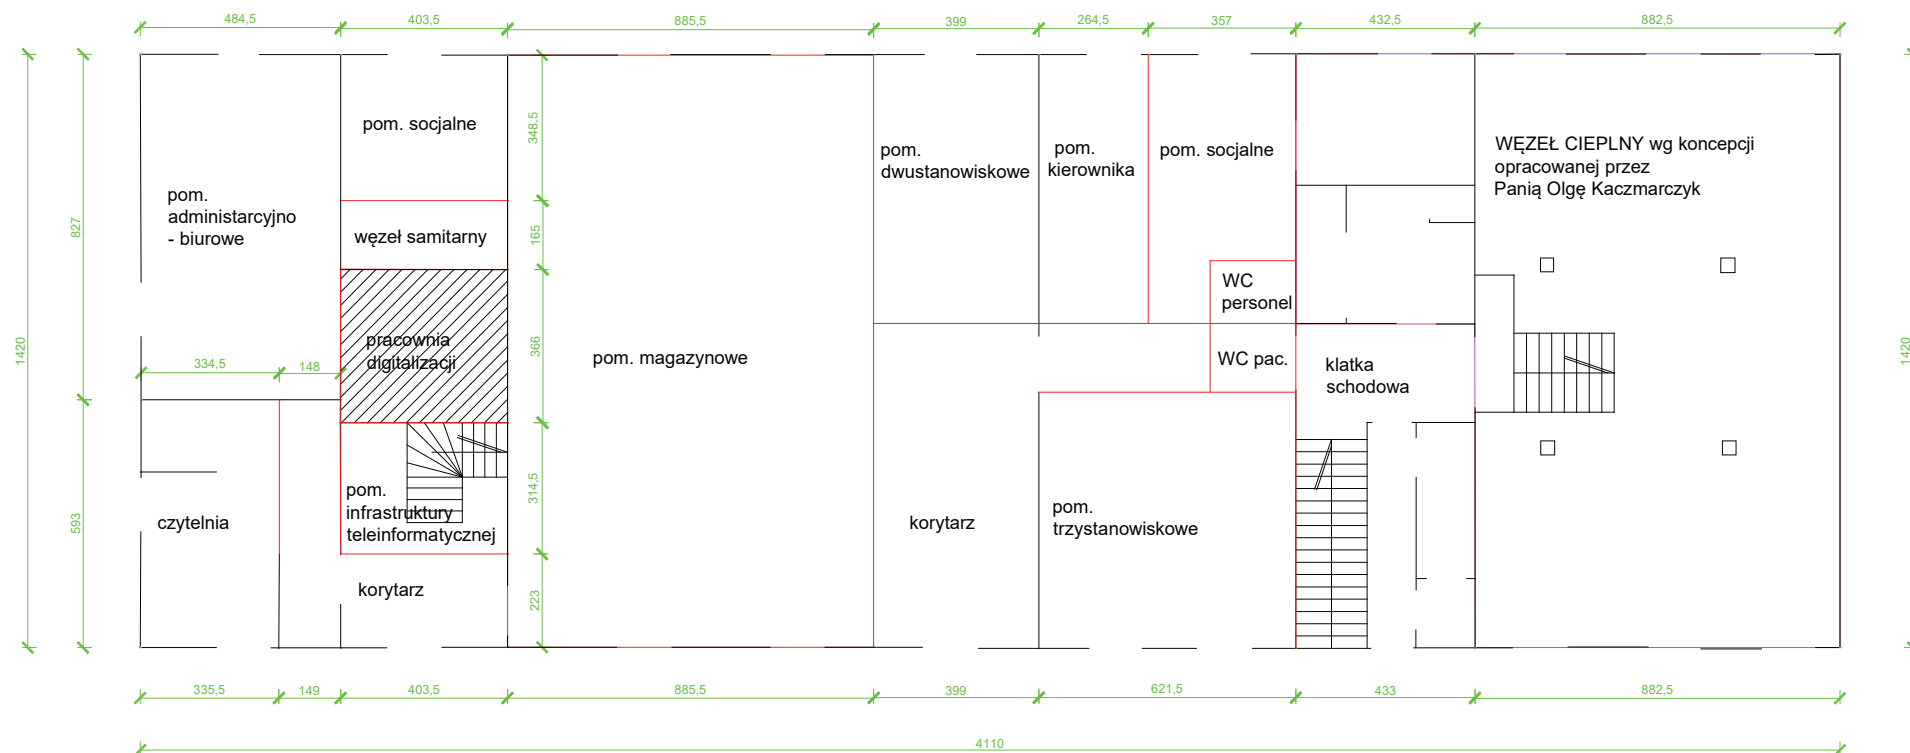 484,5
403,5
885,5
399
264,5
357
432,5
882,5
pom. socjalne
348,5
pom.
dwustanowiskowe
pom.
kierownika
pom. socjalne
WĘZEŁ CIEPLNY wg koncepcji
opracowanej przez
Panią Olgę Kaczmarczyk
pom.
administarcyjno
- biurowe
827
węzeł samitarny
165
WC
personel
1420
334,5
148
pracownia
digitalizacji
366
pom. magazynowe
WC pac.
klatka
schodowa
1420
593
czytelnia
pom.
infrastruktury
teleinformatycznej
314,5
korytarz
pom.
trzystanowiskowe
korytarz
223
335,5
149
403,5
885,5
399
621,5
433
882,5
4110